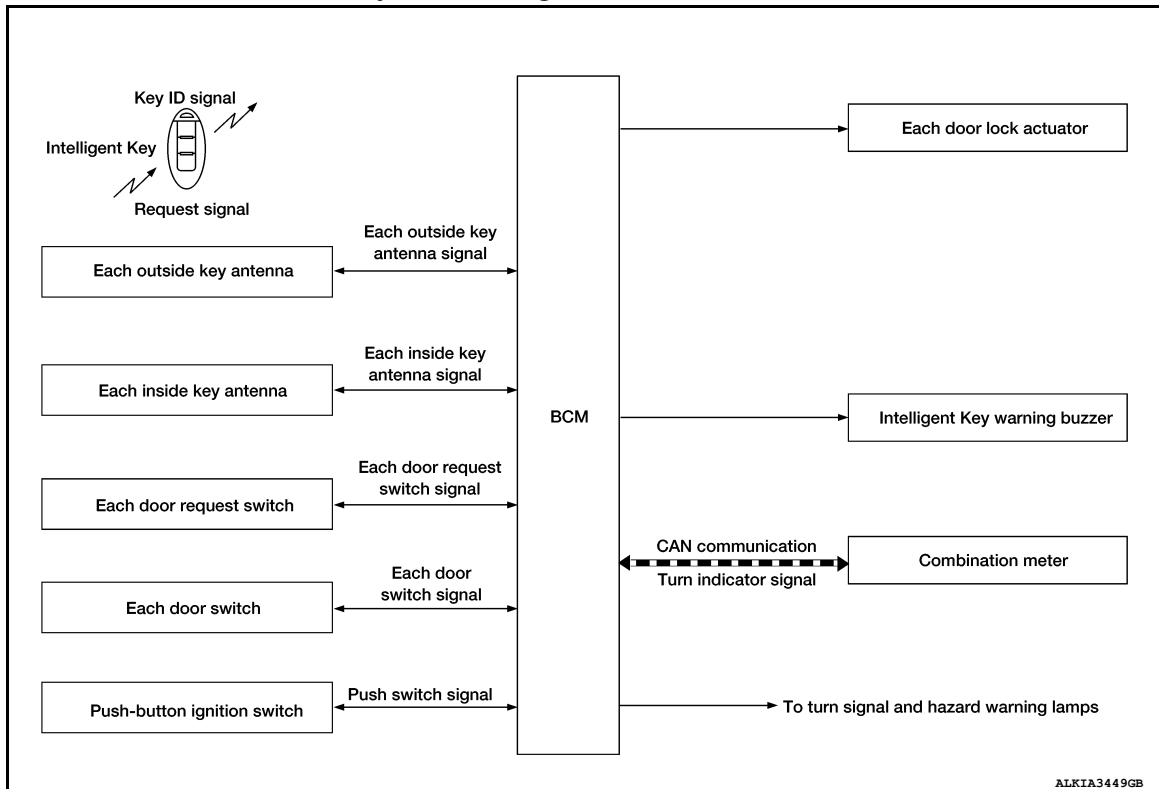 Key ID signal
Intelligent Key
Request signal
Each outside key
antenna signal
Each outside key antenna
Each inside key
antenna signal
Each inside key antenna
Each door request
switch signal
Each door request switch
Each door
switch signal
Each door switch
Push switch signal
Push-button ignition switch
BCM
Each door lock actuator
Intelligent Key warning buzzer
CAN communication
Turn indicator signal
Combination meter
To turn signal and hazard warning lamps
ALKIA3449GB